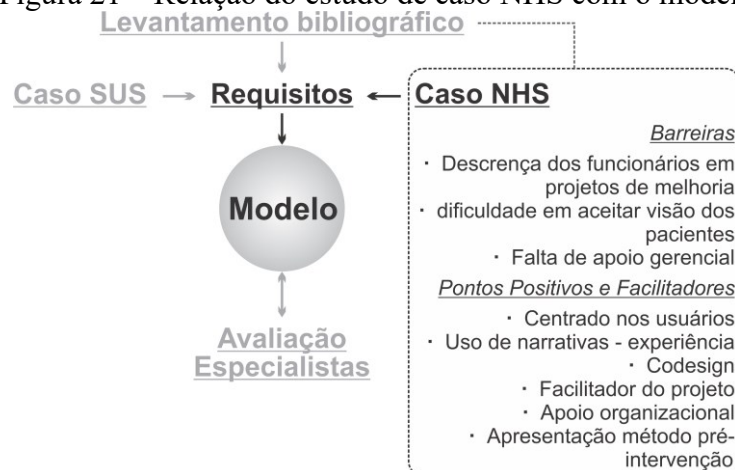 Figura 21 – Relação do estudo de caso NHS com o model
Levantamento bibliográfico
Caso SUS
Requisitos
Caso NHS
Modelo
Avaliação
Especialistas
Barreiras
· Descrença dos funcionários em
projetos de melhoria
· dificuldade em aceitar visão dos
pacientes
· Falta de apoio gerencial
Pontos Positivos e Facilitadores
· Centrado nos usuários
· Uso de narrativas - experiência
· Codesign
· Facilitador do projeto
· Apoio organizacional
· Apresentação método pré-
intervenção